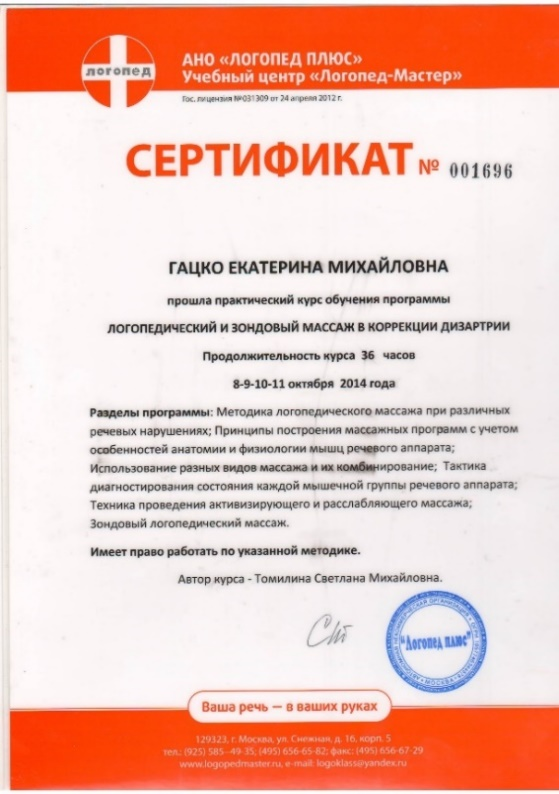 логопед
АНО «ЛОГОПЕД ПЛЮС»
Учебный центр «Логопед-Мастер»
Гос. лицензия №031309 от 24 апреля 2012 г.
СЕРТИФИКАТ № 001696
ГАЦКО ЕКАТЕРИНА МИХАЙЛОВНА
прошла практический курс обучения программы
ЛОГОПЕДИЧЕСКИЙ И ЗОНДОВЫЙ МАССАЖ В КОРРЕКЦИИ ДИЗАРТРИИ
Продолжительность курса 36 часов
8-9-10-11 октября 2014 года
Разделы программы: Методика логопедического массажа при различных
речевых нарушениях; Принципы построения массажных программ с учетом
особенностей анатомии и физиологии мышц речевого аппарата;
Использование разных видов массажа и их комбинирование; Тактика
диагностирования состояния каждой мышечной группы речевого аппарата;
Техника проведения активизирующего и расслабляющего массажа;
Зондовый логопедический массаж.
Имеет право работать по указанной методике.
Автор курса - Томилина Светлана Михайловна.
"Логопед плюс"
Ваша речь — в ваших руках
129323, г. Москва, ул. Снежная, д. 16, корп. 5
тел.: (925) 585-49-35; (495) 656-65-82; факс: (495) 656-67-29
www.logopedmaster.ru, e-mail: logoklass@yandex.ru